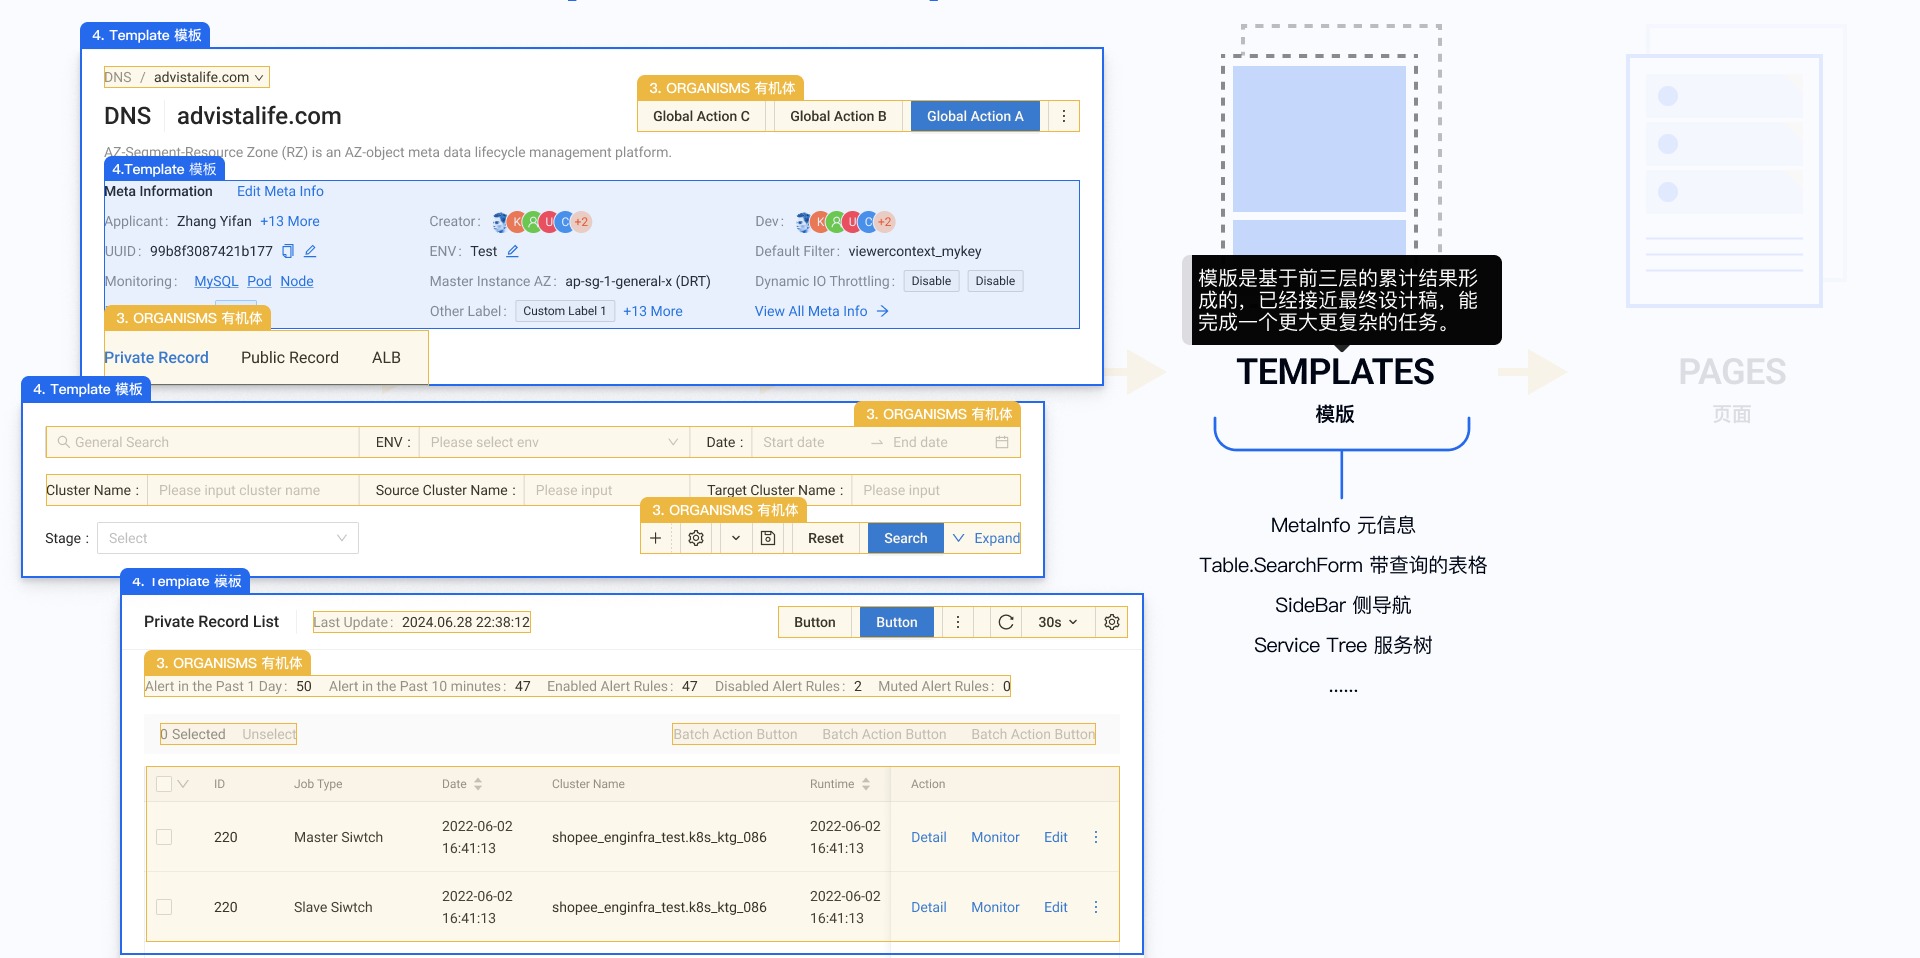 4. Template 模板
DNS / advistalife.com
DNS advistalife.com
3. ORGANISMS 有机体
Global Action C Global Action B Global Action A
AZ-Segment-Resource Zone (RZ) is an AZ-object meta data lifecycle management platform.
4.Template 模板
Meta Information Edit Meta Info
Applicant: Zhang Yifan +13 More Creator: K U C +2 Dev: K U C +2
UUID: 99b8f3087421b177 ENV: Test Default Filter: viewercontext_mykey
Monitoring: MySQL Pod Node Master Instance AZ: ap-sg-1-general-x (DRT) Dynamic IO Throttling: Disable Disable
Other Label: Custom Label 1 +13 More View All Meta Info
3. ORGANISMS 有机体
Private Record Public Record ALB
4. Template 模板
3. ORGANISMS 有机体
General Search ENV : Please select env Date : Start date End date
Cluster Name : Please input cluster name Source Cluster Name : Please input Target Cluster Name : Please input
3. ORGANISMS 有机体
Stage : Select Reset Search Expand
4. Template 模板
Private Record List Last Update: 2024.06.28 22:38:12 Button Button 30s
3. ORGANISMS 有机体
Alert in the Past 1 Day: 50 Alert in the Past 10 minutes: 47 Enabled Alert Rules: 47 Disabled Alert Rules: 2 Muted Alert Rules: 0
0 Selected Unselect Batch Action Button Batch Action Button Batch Action Button
ID Job Type Date Cluster Name Runtime Action
220 Master Siwtch 2022-06-02 16:41:13 shopee_enginfra_test.k8s_ktg_086 2022-06-02 16:41:13 Detail Monitor Edit
220 Slave Siwtch 2022-06-02 16:41:13 shopee_enginfra_test.k8s_ktg_086 2022-06-02 16:41:13 Detail Monitor Edit
模版是基于前三层的累计结果形
成的，已经接近最终设计稿，能
完成一个更大更复杂的任务。
TEMPLATES
模版
MetaInfo 元信息
Table.SearchForm 带查询的表格
SideBar 侧导航
Service Tree 服务树
......
PAGES
页面